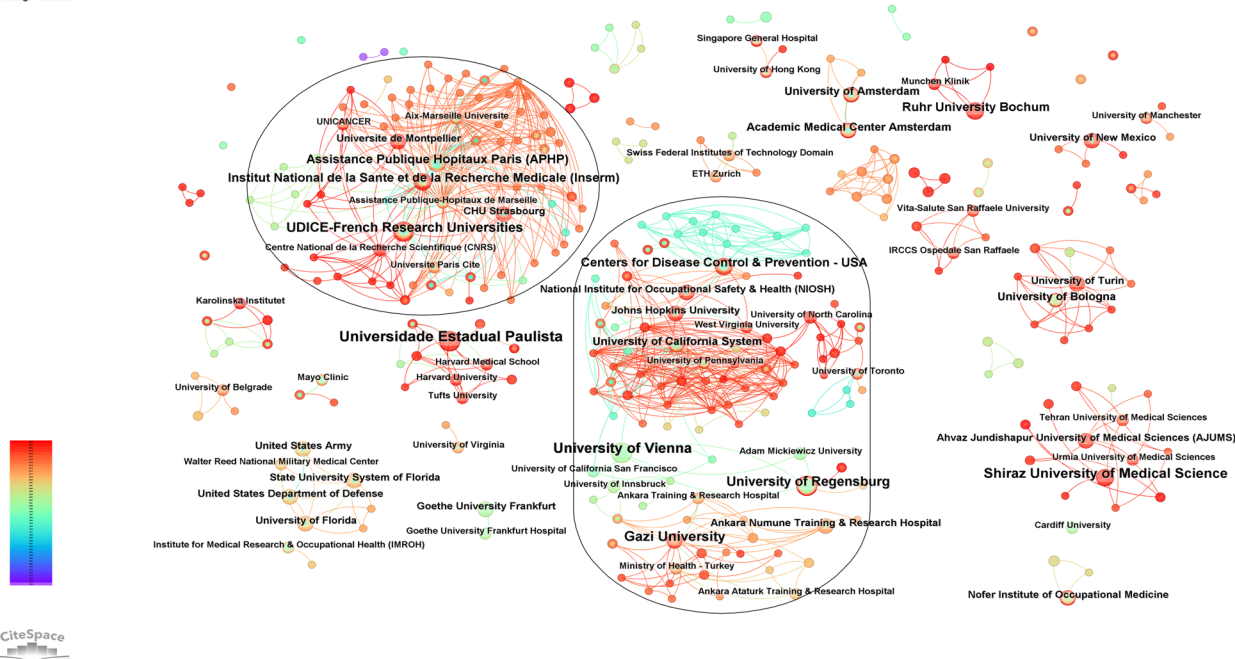 CiteSpace
Singapore General Hospital
University of Hong Kong
University of Amsterdam
Academic Medical Center Amsterdam
Munchen Klinik
Ruhr University Bochum
University of Manchester
University of New Mexico
Swiss Federal Institutes of Technology Domain
ETH Zurich
Aix-Marseille Universite
UNICANCER
Universite de Montpellier
Assistance Publique Hopitaux Paris (APHP)
Institut National de la Sante et de la Recherche Medicale (Inserm)
Assistance Publique-Hopitaux de Marseille
CHU Strasbourg
UDICE-French Research Universities
Centre National de la Recherche Scientifique (CNRS)
Universite Paris Cite
Vita-Salute San Raffaele University
IRCCS Ospedale San Raffaele
Centers for Disease Control & Prevention - USA
National Institute for Occupational Safety & Health (NIOSH)
Johns Hopkins University
University of North Carolina
West Virginia University
University of California System
University of Pennsylvania
University of Toronto
University of Turin
University of Bologna
Karolinska Institutet
Universidade Estadual Paulista
Harvard Medical School
Harvard University
Tufts University
Mayo Clinic
University of Belgrade
University of Virginia
United States Army
Walter Reed National Military Medical Center
State University System of Florida
United States Department of Defense
University of Florida
Institute for Medical Research & Occupational Health (IMROH)
Goethe University Frankfurt
Goethe University Frankfurt Hospital
University of Vienna
Adam Mickiewicz University
University of California San Francisco
University of Innsbruck
University of Regensburg
Ankara Training & Research Hospital
Ankara Numune Training & Research Hospital
Gazi University
Ministry of Health - Turkey
Ankara Ataturk Training & Research Hospital
Tehran University of Medical Sciences
Ahvaz Jundishapur University of Medical Sciences (AJUMS)
Urmia University of Medical Sciences
Shiraz University of Medical Science
Cardiff University
Nofer Institute of Occupational Medicine